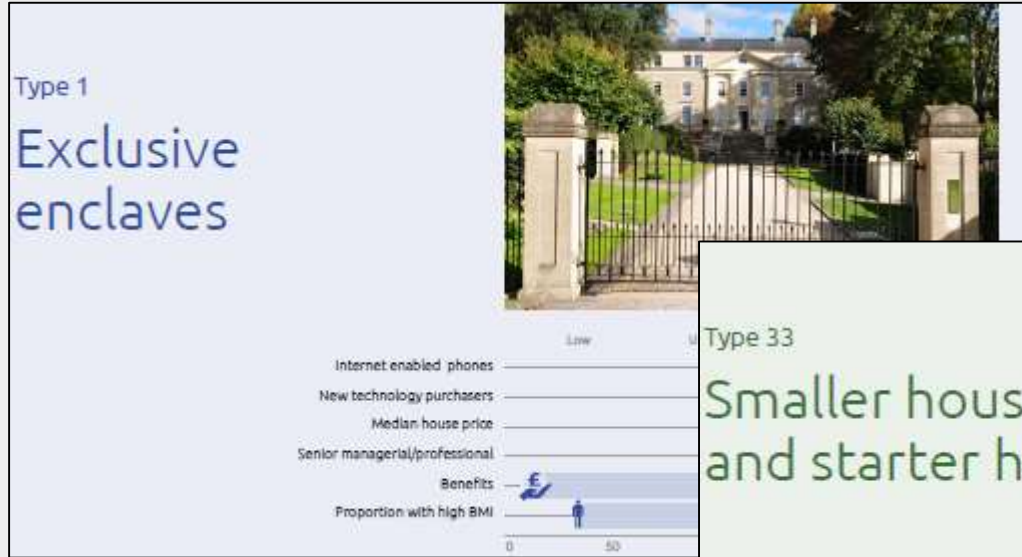 Type 1
Exclusive
enclaves
Low
Internet enabled phones
New technology purchasers
Median house price
Senior managerial/professional
Benefits
£
Proportion with high BMI
0
50
Type 33
Smaller hous
and starter h